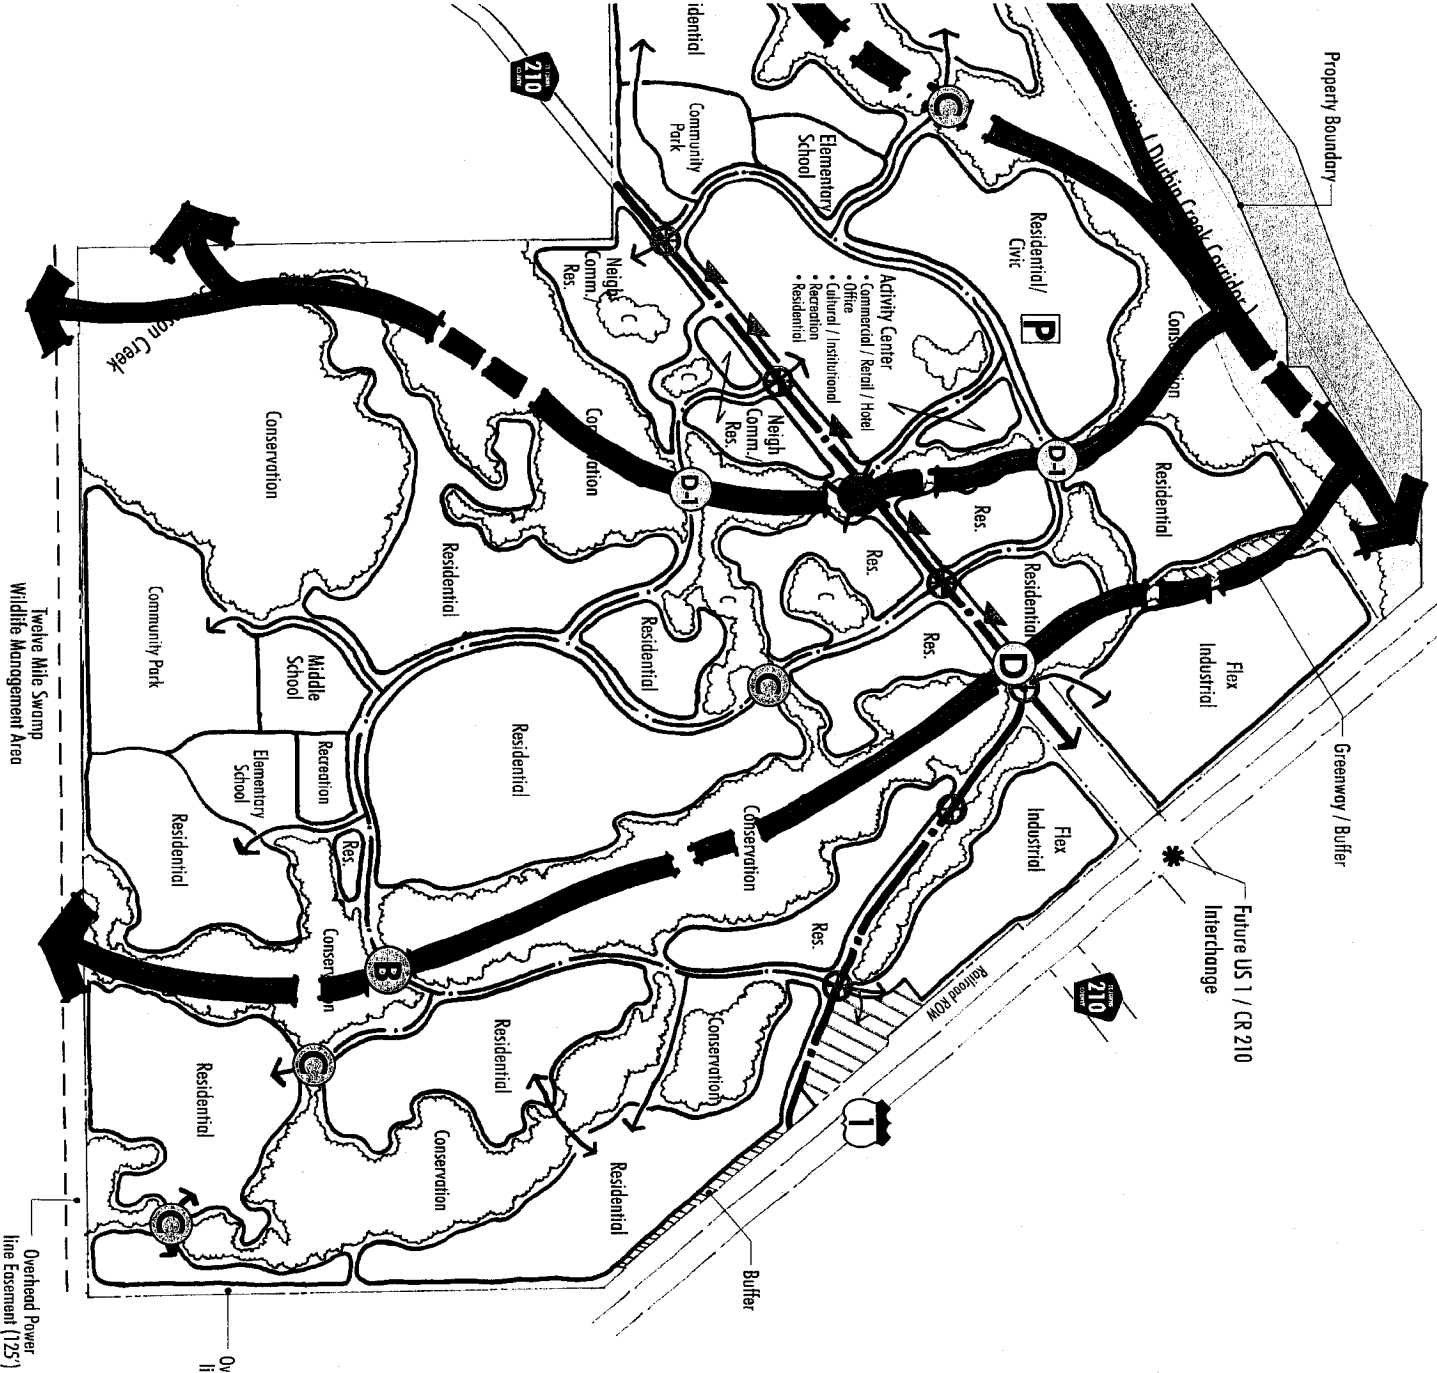 Property Boundary
Future US 1 / CR 210
Interchange
Greenway / Buffer
Flex
Industrial
Flex
Industrial
Railroad ROW
210
210
1
Buffer
Residential
Residential/
Civic
P
Elementary
School
Community
Park
Activity Center
• Commercial / Retail / Hotel
• Office
• Cultural / Institutional
• Recreation
• Residential
Residential
Residential
Res.
Res.
Res.
Neigh
Comm./
Res.
Neigh
Comm./
Res.
C
C
C
C
C
C
C
C
D-1
D-1
D
B
Conservation
Residential
Residential
Residential
Conservation
Res.
Conservation
Community Park
Middle
School
Recreation
Elementary
School
Res.
Residential
Residential
Residential
Conservation
Residential
Twelve Mile Swamp
Wildlife Management Area
Overhead Power
line Easement (125')